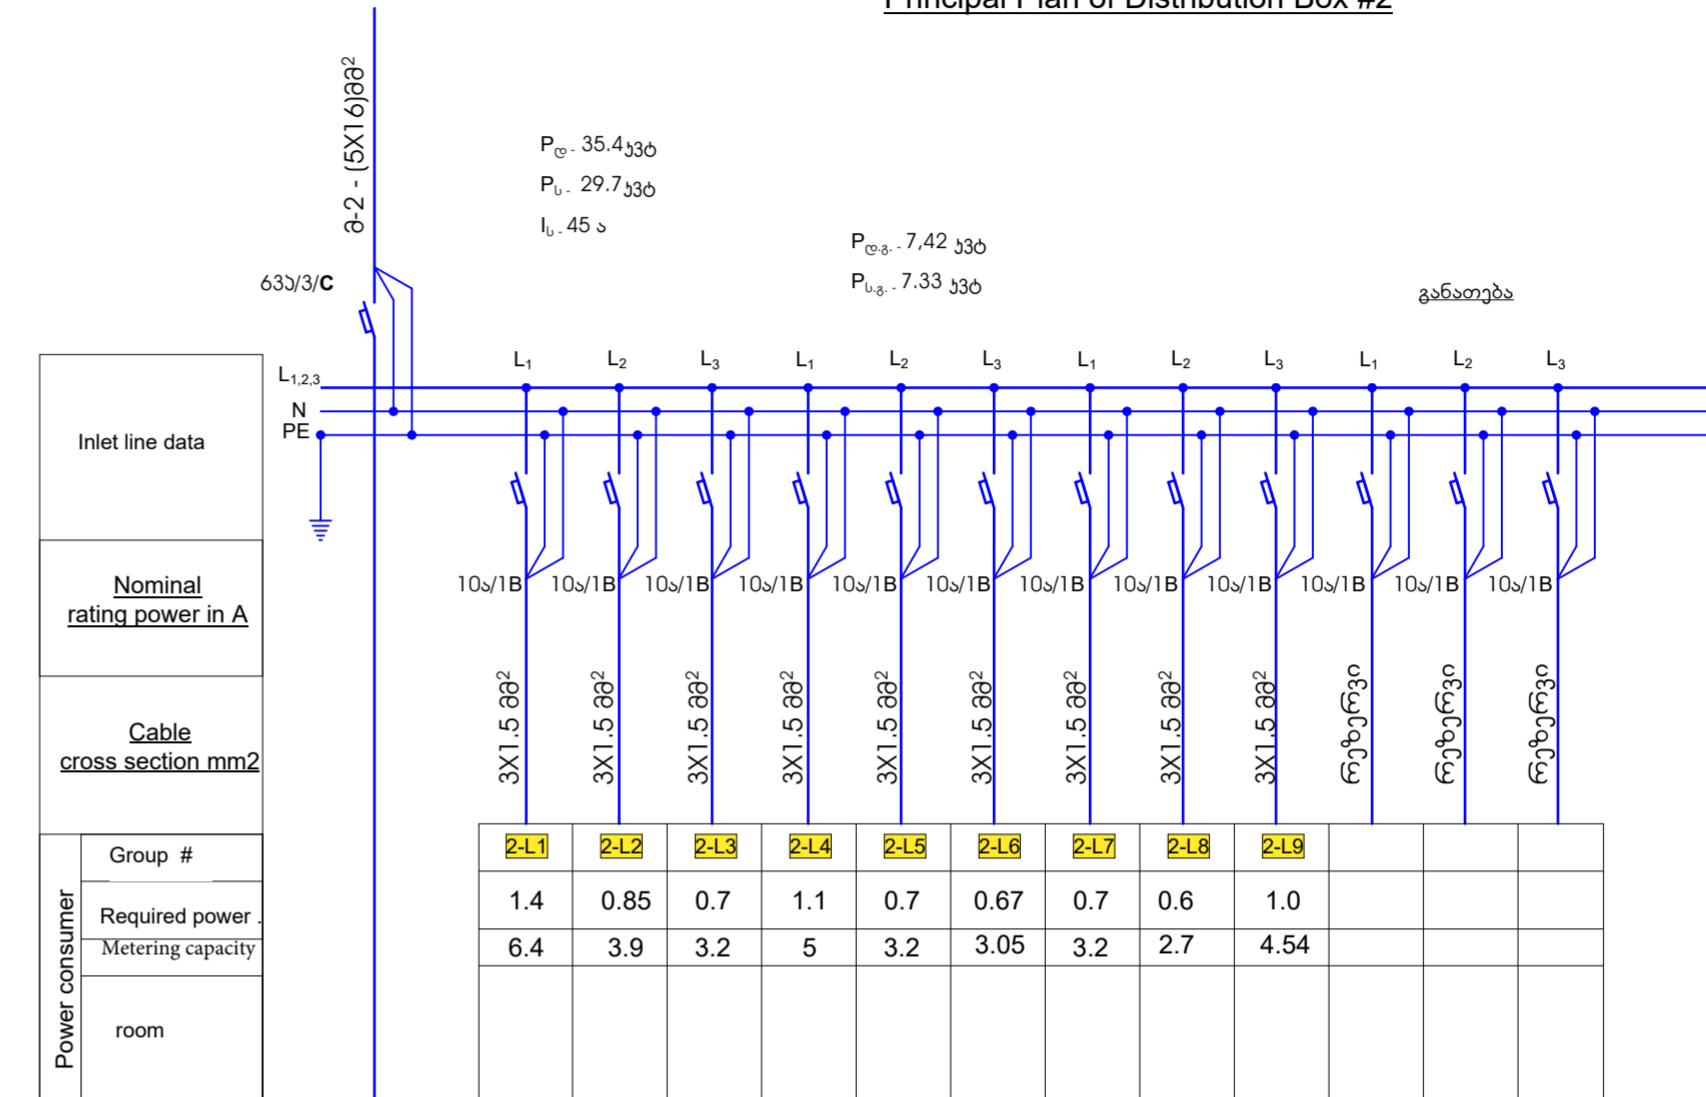 Principal Plan of Distribution Box #2
მ-2 - (5X16)მმ²
Pდ - 35.4კვტ
Pს - 29.7კვტ
Iს - 45 ა
Pდ.გ. - 7,42 კვტ
Pს.გ. - 7.33 კვტ
63ა/3/C
განათება
L1 L2 L3 L1 L2 L3 L1 L2 L3 L1 L2 L3
L1,2,3
N
PE
Inlet line data
Nominal
rating power in A
10ა/1B 10ა/1B 10ა/1B 10ა/1B 10ა/1B 10ა/1B 10ა/1B 10ა/1B 10ა/1B 10ა/1B 10ა/1B 10ა/1B
Cable
cross section mm2
3X1.5 მმ²
3X1.5 მმ²
3X1.5 მმ²
3X1.5 მმ²
3X1.5 მმ²
3X1.5 მმ²
3X1.5 მმ²
3X1.5 მმ²
3X1.5 მმ²
რეზერვი
რეზერვი
რეზერვი
Power consumer
Group #
2-L1 2-L2 2-L3 2-L4 2-L5 2-L6 2-L7 2-L8 2-L9
Required power .
1.4 0.85 0.7 1.1 0.7 0.67 0.7 0.6 1.0
Metering capacity
6.4 3.9 3.2 5 3.2 3.05 3.2 2.7 4.54
room